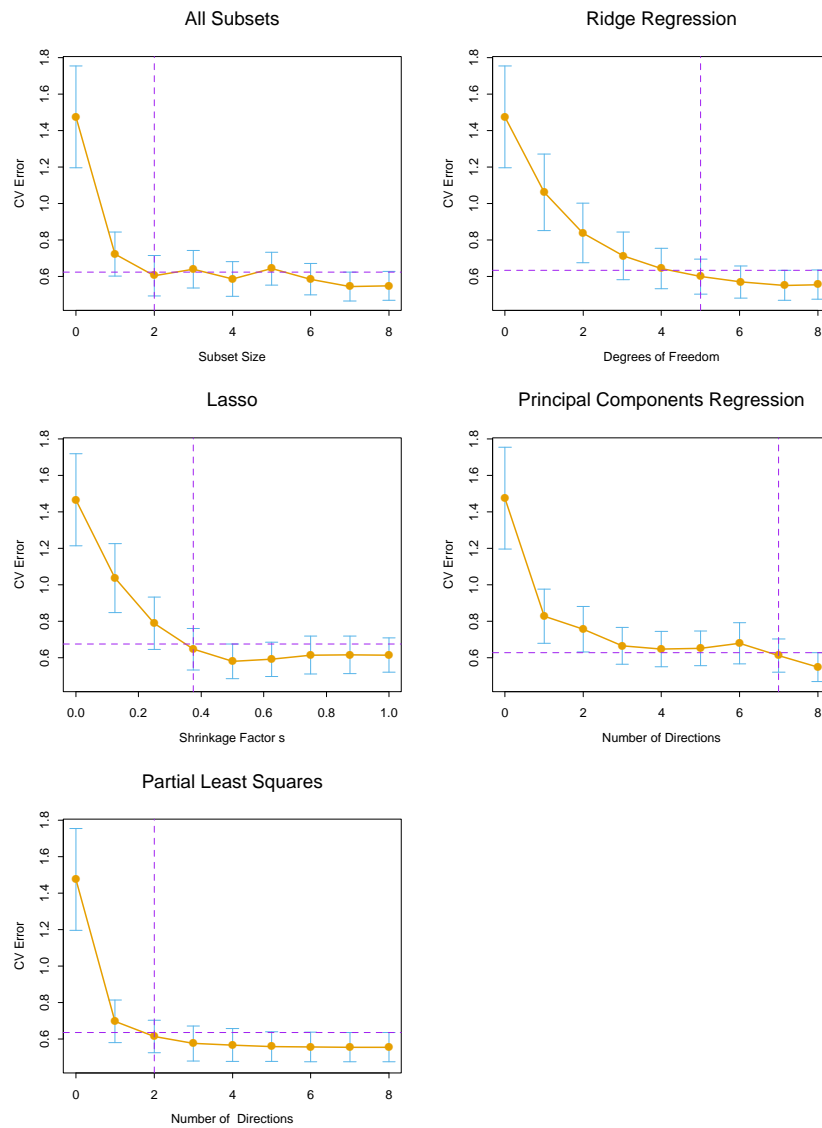 All Subsets
CV Error
0.6 0.8 1.0 1.2 1.4 1.6 1.8
0 2 4 6 8
Subset Size
Ridge Regression
CV Error
0.6 0.8 1.0 1.2 1.4 1.6 1.8
0 2 4 6 8
Degrees of Freedom
Lasso
CV Error
0.6 0.8 1.0 1.2 1.4 1.6 1.8
0.0 0.2 0.4 0.6 0.8 1.0
Shrinkage Factor s
Principal Components Regression
CV Error
0.6 0.8 1.0 1.2 1.4 1.6 1.8
0 2 4 6 8
Number of Directions
Partial Least Squares
CV Error
0.6 0.8 1.0 1.2 1.4 1.6 1.8
0 2 4 6 8
Number of Directions